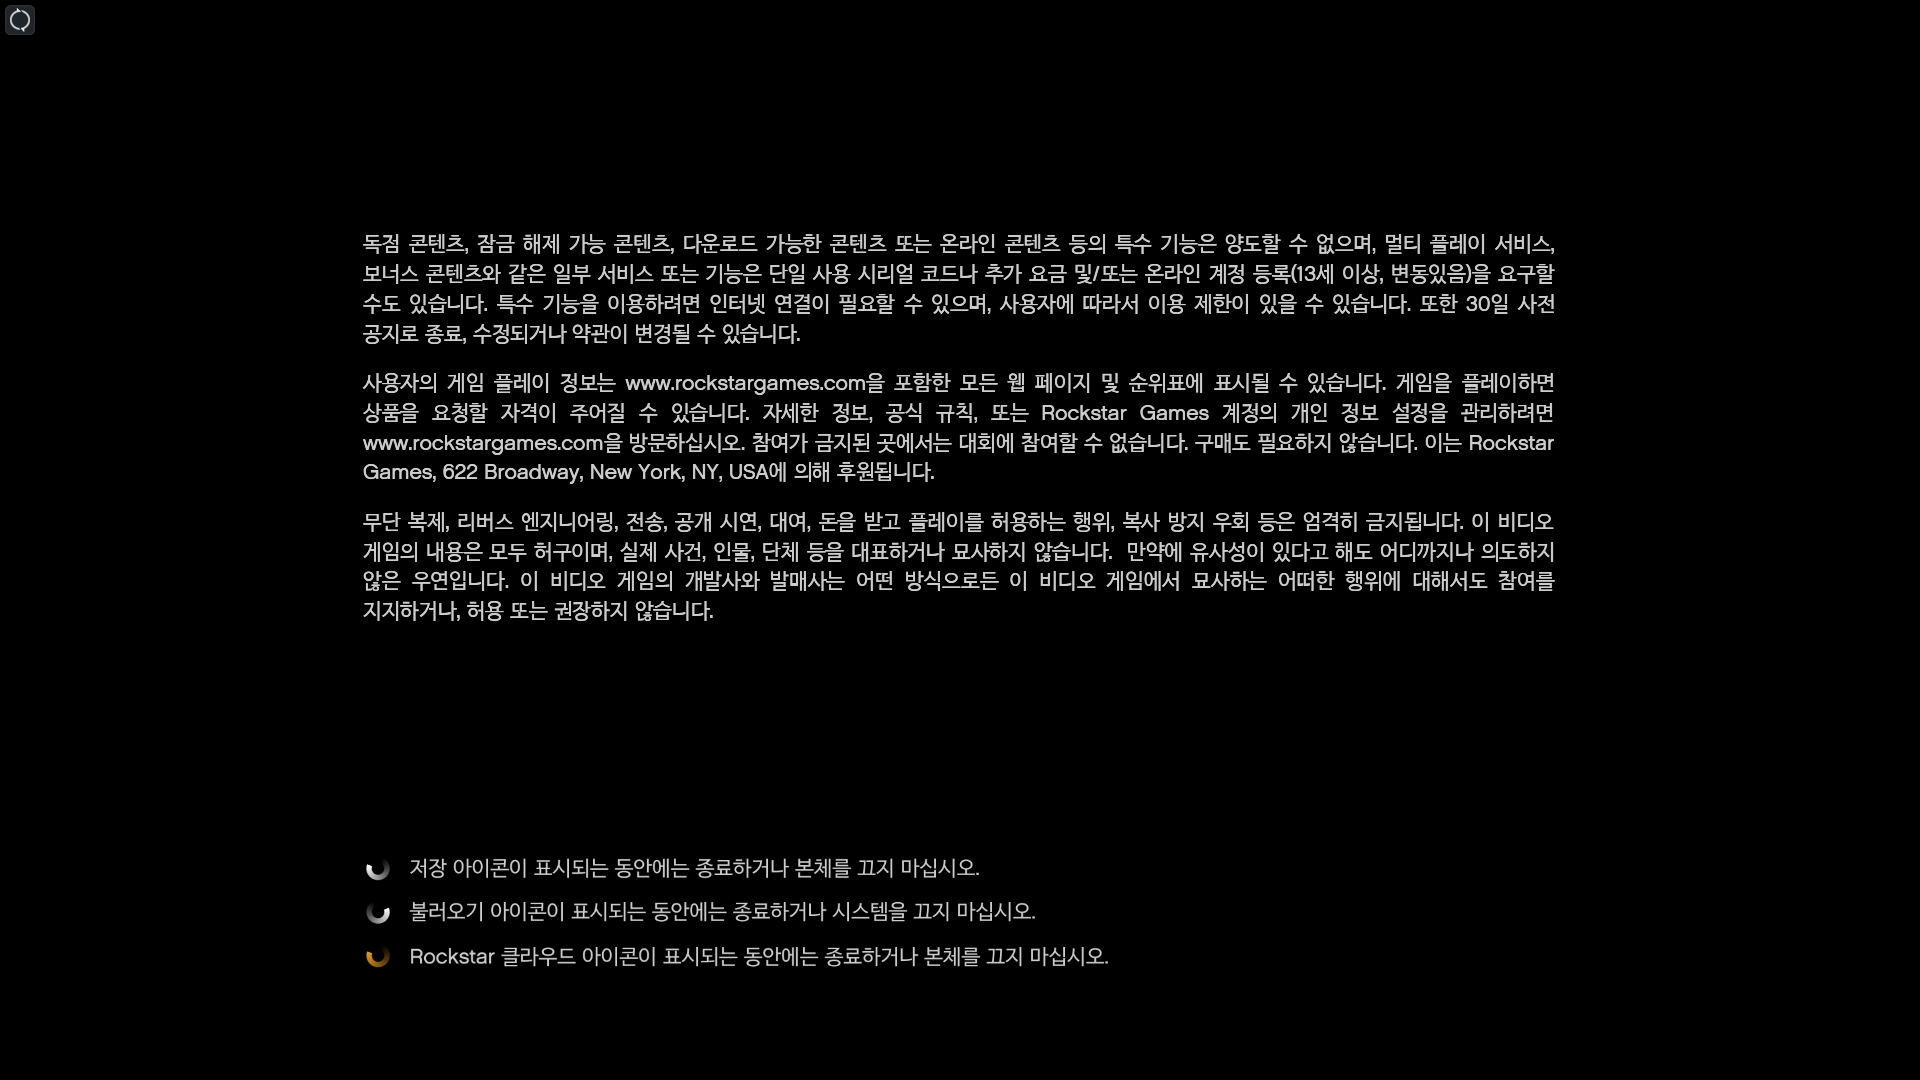 독점 콘텐츠, 잠금 해제 가능 콘텐츠, 다운로드 가능한 콘텐츠 또는 온라인 콘텐츠 등의 특수 기능은 양도할 수 없으며, 멀티 플레이 서비스,
보너스 콘텐츠와 같은 일부 서비스 또는 기능은 단일 사용 시리얼 코드나 추가 요금 및/또는 온라인 계정 등록(13세 이상, 변동있음)을 요구할
수도 있습니다. 특수 기능을 이용하려면 인터넷 연결이 필요할 수 있으며, 사용자에 따라서 이용 제한이 있을 수 있습니다. 또한 30일 사전
공지로 종료, 수정되거나 약관이 변경될 수 있습니다.
사용자의 게임 플레이 정보는 www.rockstargames.com을 포함한 모든 웹 페이지 및 순위표에 표시될 수 있습니다. 게임을 플레이하면
상품을 요청할 자격이 주어질 수 있습니다. 자세한 정보, 공식 규칙, 또는 Rockstar Games 계정의 개인 정보 설정을 관리하려면
www.rockstargames.com을 방문하십시오. 참여가 금지된 곳에서는 대회에 참여할 수 없습니다. 구매도 필요하지 않습니다. 이는 Rockstar
Games, 622 Broadway, New York, NY, USA에 의해 후원됩니다.
무단 복제, 리버스 엔지니어링, 전송, 공개 시연, 대여, 돈을 받고 플레이를 허용하는 행위, 복사 방지 우회 등은 엄격히 금지됩니다. 이 비디오
게임의 내용은 모두 허구이며, 실제 사건, 인물, 단체 등을 대표하거나 묘사하지 않습니다. 만약에 유사성이 있다고 해도 어디까지나 의도하지
않은 우연입니다. 이 비디오 게임의 개발사와 발매사는 어떤 방식으로든 이 비디오 게임에서 묘사하는 어떠한 행위에 대해서도 참여를
지지하거나, 허용 또는 권장하지 않습니다.
저장 아이콘이 표시되는 동안에는 종료하거나 본체를 끄지 마십시오.
불러오기 아이콘이 표시되는 동안에는 종료하거나 시스템을 끄지 마십시오.
Rockstar 클라우드 아이콘이 표시되는 동안에는 종료하거나 본체를 끄지 마십시오.